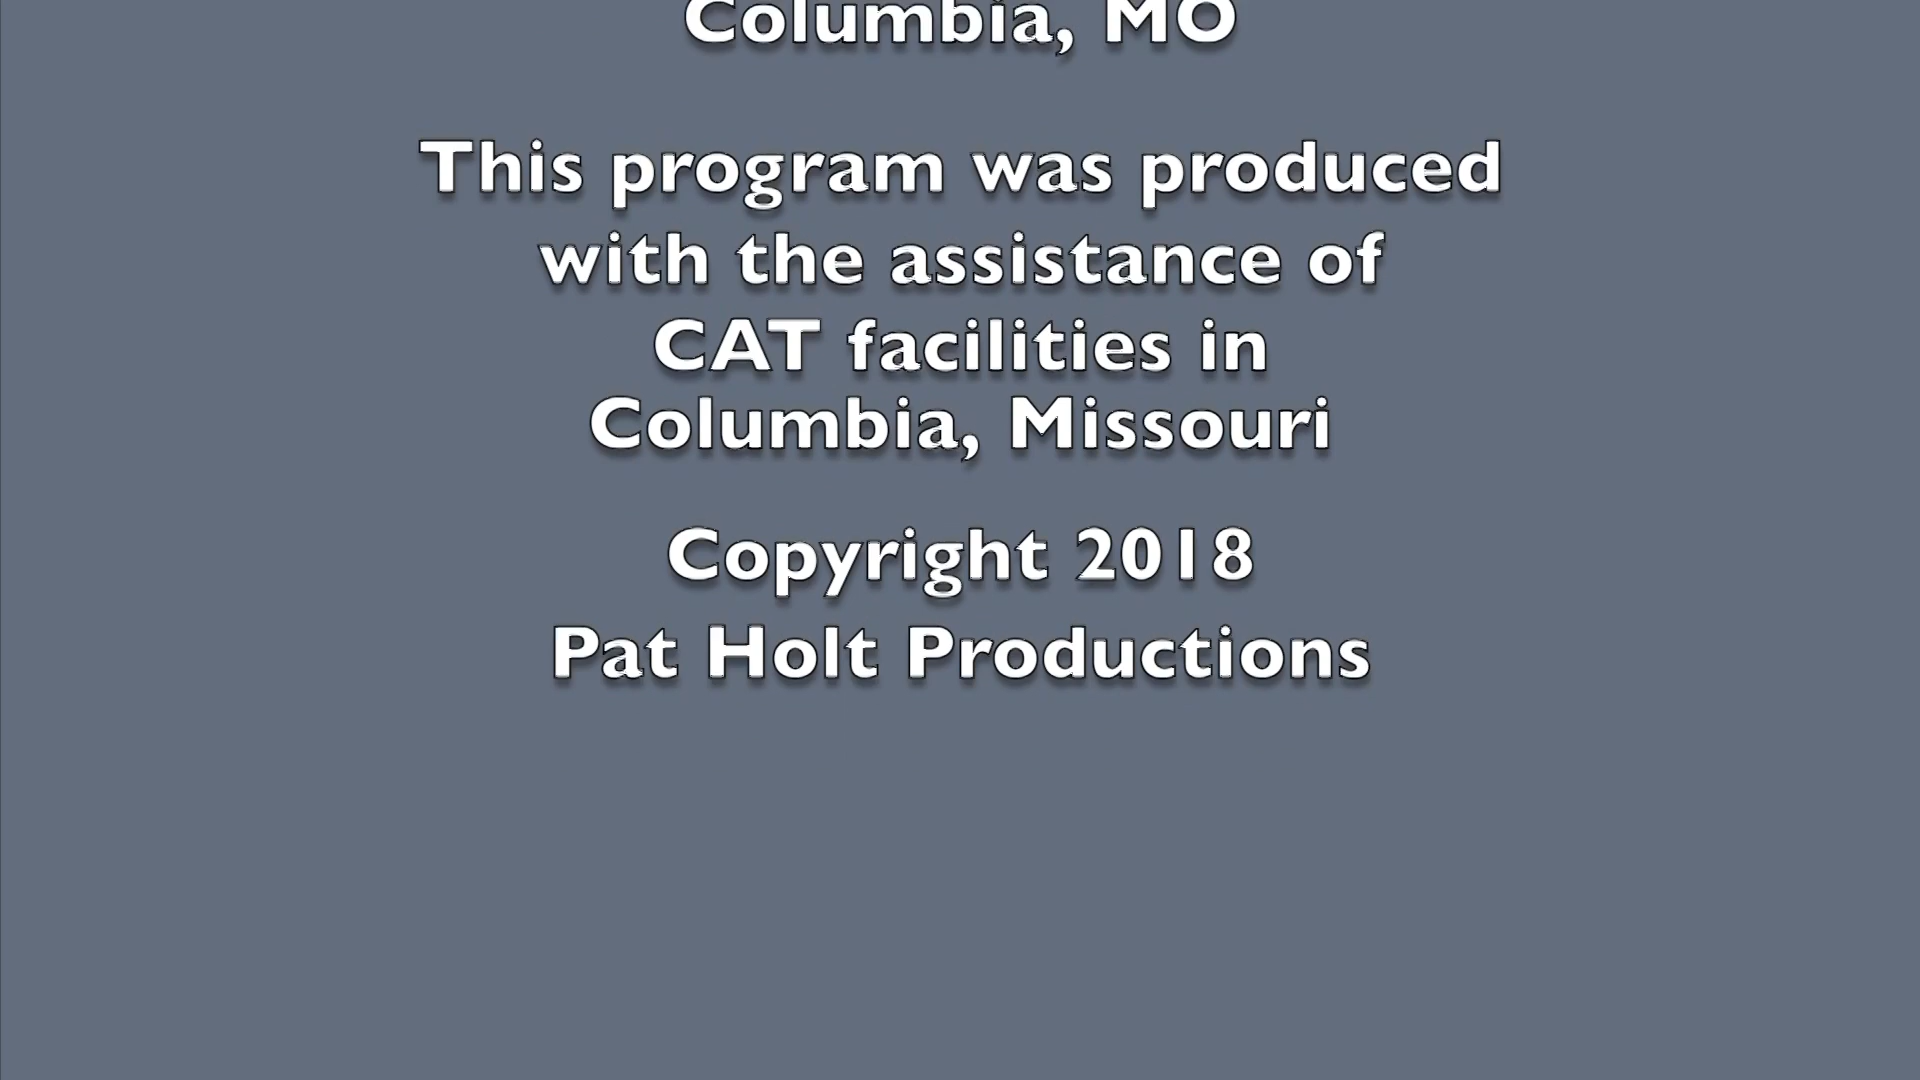 Columbia, MO
This program was produced
with the assistance of
CAT facilities in
Columbia, Missouri
Copyright 2018
Pat Holt Productions